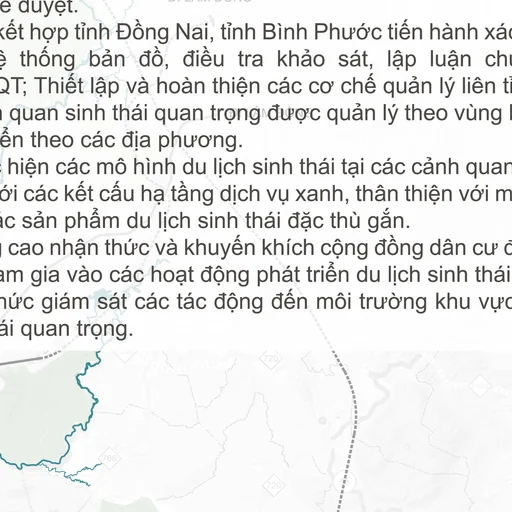 ê duyệt.
kết hợp tỉnh Đồng Nai, tỉnh Bình Phước tiến hành xác
ệ thống bản đồ, điều tra khảo sát, lập luận ch
QT; Thiết lập và hoàn thiện các cơ chế quản lý liên t
quan sinh thái quan trọng được quản lý theo vùng
ển theo các địa phương.
hiện các mô hình du lịch sinh thái tại các cảnh quan
ới các kết cấu hạ tầng dịch vụ xanh, thân thiện với m
ác sản phẩm du lịch sinh thái đặc thù gắn.
cao nhận thức và khuyến khích cộng đồng dân cư đ
am gia vào các hoạt động phát triển du lịch sinh thái
hức giám sát các tác động đến môi trường khu vực
ái quan trọng.